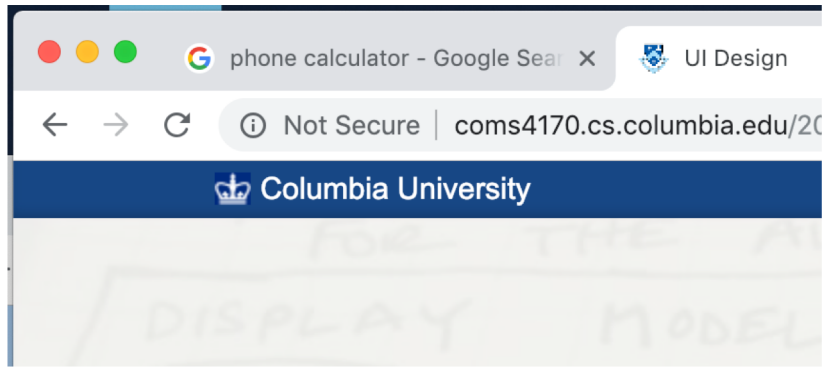 phone calculator - Google Sear UI Design
Not Secure coms4170.cs.columbia.edu/20
Columbia University
FOR THE AL
DISPLAY MODEL